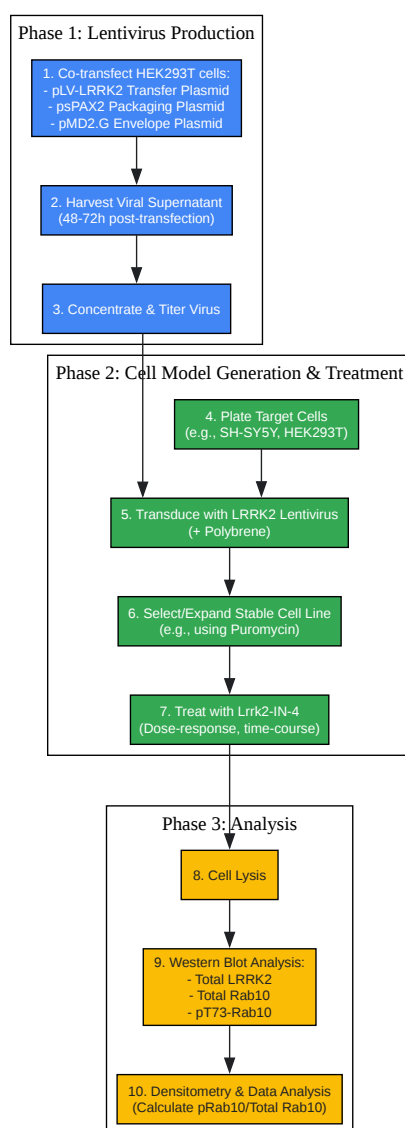 Phase 1: Lentivirus Production
1. Co-transfect HEK293T cells:
- pLV-LRRK2 Transfer Plasmid
- psPAX2 Packaging Plasmid
- pMD2.G Envelope Plasmid
2. Harvest Viral Supernatant
(48-72h post-transfection)
3. Concentrate & Titer Virus
Phase 2: Cell Model Generation & Treatment
4. Plate Target Cells
(e.g., SH-SY5Y, HEK293T)
5. Transduce with LRRK2 Lentivirus
(+ Polybrene)
6. Select/Expand Stable Cell Line
(e.g., using Puromycin)
7. Treat with Lrrk2-IN-4
(Dose-response, time-course)
Phase 3: Analysis
8. Cell Lysis
9. Western Blot Analysis:
- Total LRRK2
- Total Rab10
- pT73-Rab10
10. Densitometry & Data Analysis
(Calculate pRab10/Total Rab10)